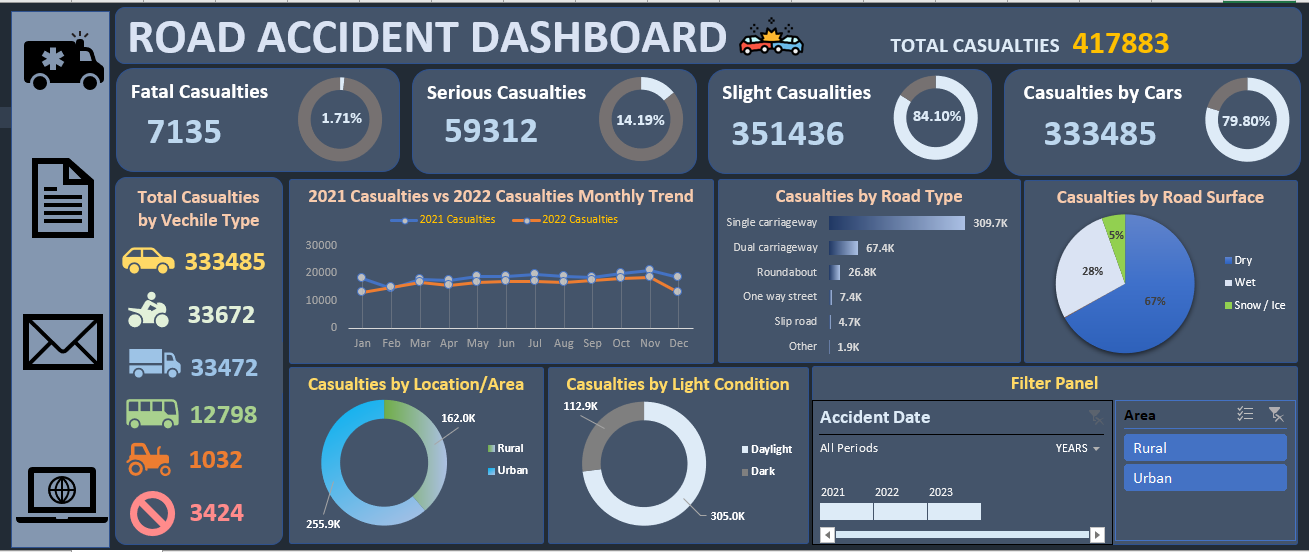 ROAD ACCIDENT DASHBOARD
TOTAL CASUALTIES 417883
Fatal Casualties
7135
1.71%
Serious Casualties
59312
14.19%
Slight Casualities
351436
84.10%
Casualties by Cars
333485
79.80%
Total Casualties
by Vechile Type
333485
33672
33472
12798
1032
3424
2021 Casualties vs 2022 Casualties Monthly Trend
2021 Casualties 2022 Casualties
30000
20000
10000
0
Jan Feb Mar Apr May Jun Jul Aug Sep Oct Nov Dec
Casualties by Road Type
Single carriageway 309.7K
Dual carriageway 67.4K
Roundabout 26.8K
One way street 7.4K
Slip road 4.7K
Other 1.9K
Casualties by Road Surface
5%
28%
67%
Dry
Wet
Snow / Ice
Casualties by Location/Area
162.0K
255.9K
Rural
Urban
Casualties by Light Condition
112.9K
305.0K
Daylight
Dark
Filter Panel
Accident Date
All Periods YEARS
2021 2022 2023
Area
Rural
Urban